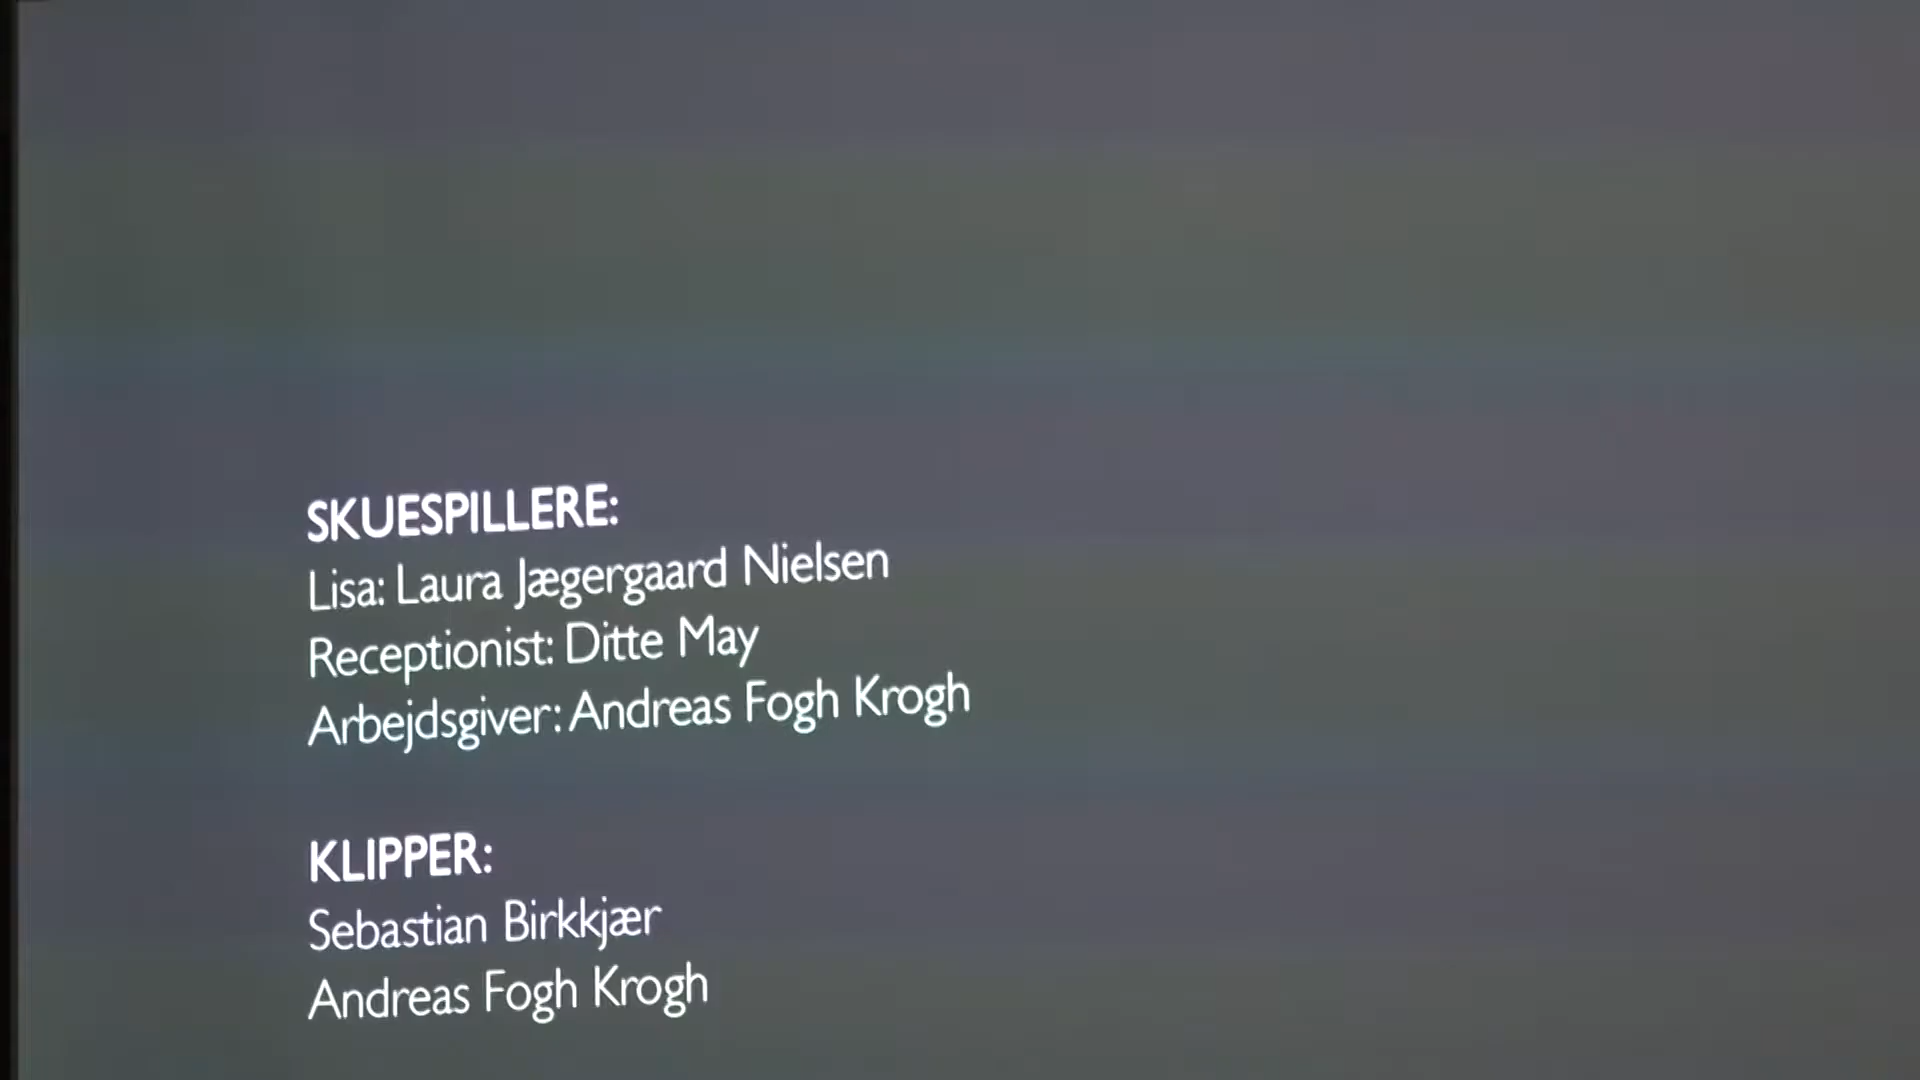 SKUESPILLERE:
Lisa: Laura Jægergaard Nielsen
Receptionist: Ditte May
Arbejdsgiver: Andreas Fogh Krogh
KLIPPER:
Sebastian Birkkjær
Andreas Fogh Krogh